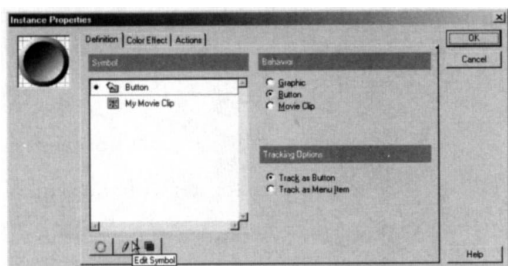 Instance Properties
Definition
Color Effect
Actions
OK
Cancel
Symbol
Button
My Movie Clip
Edit Symbol
Behavior
Graphic
Button
Movie Clip
Tracking Options
Track as Button
Track as Menu Item
Help